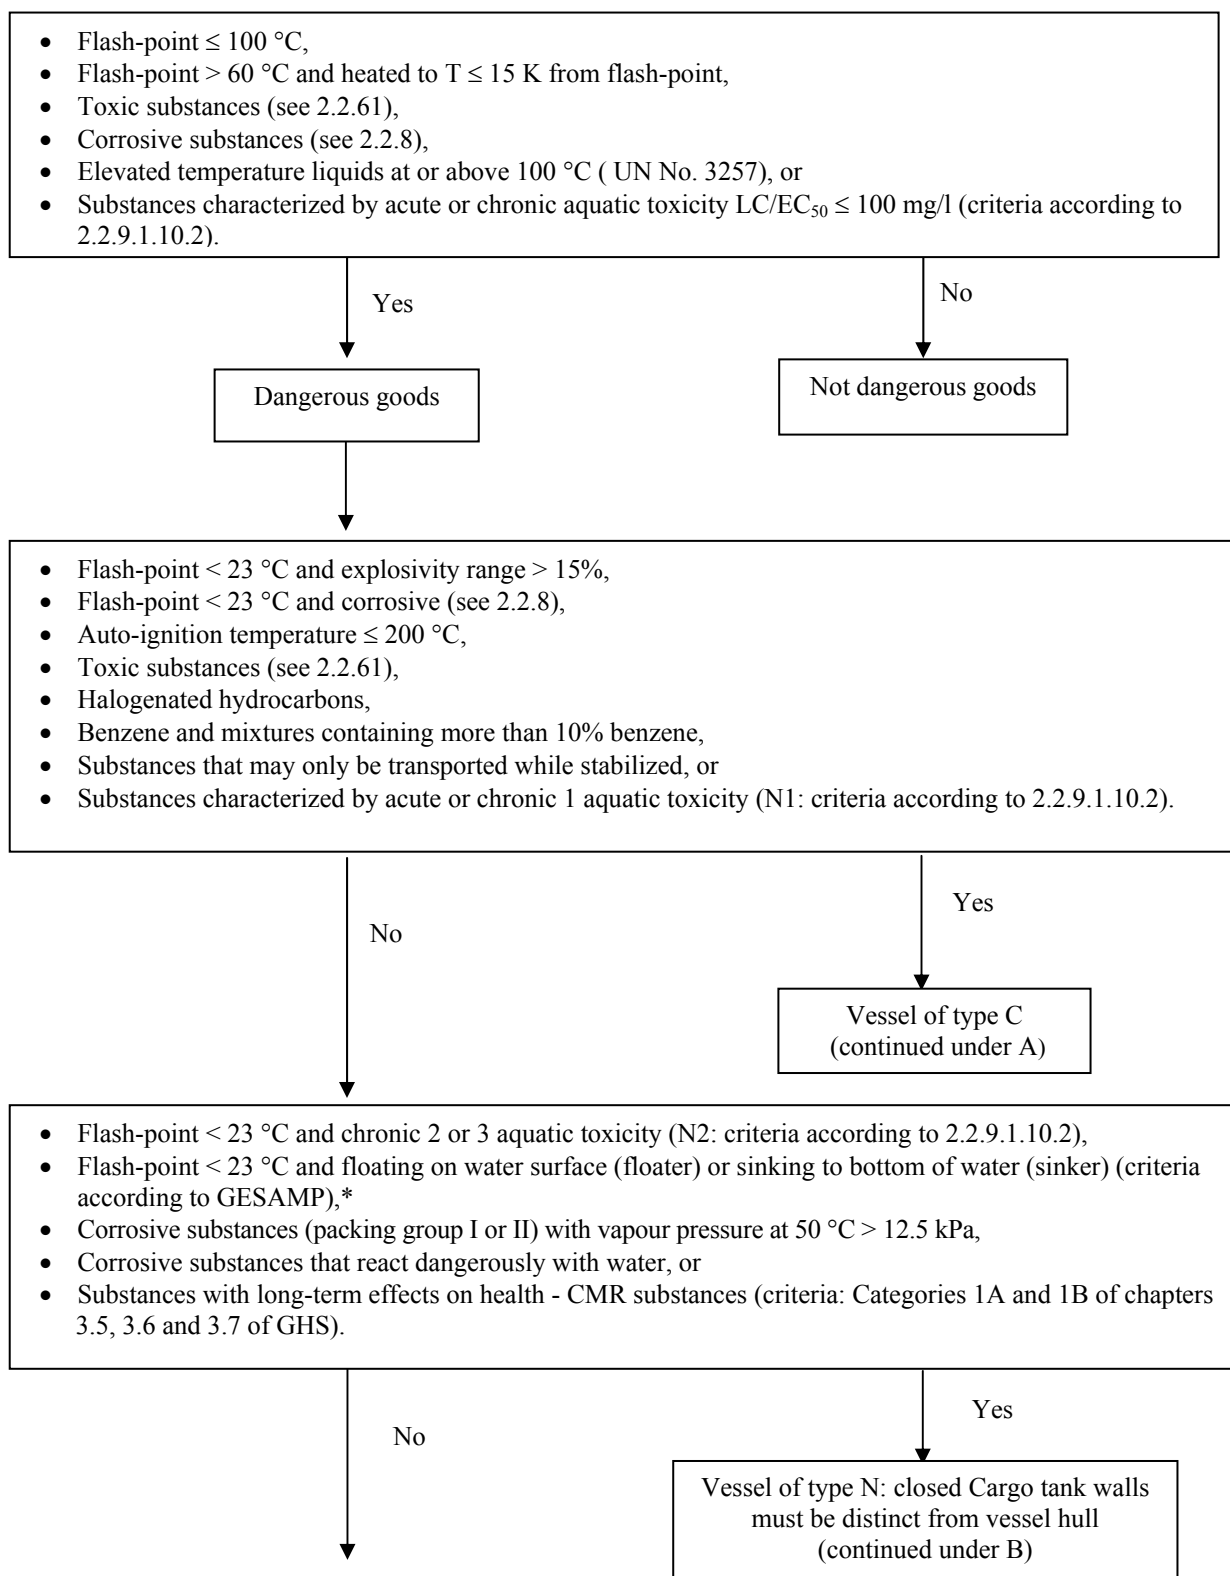 • Flash-point ≤ 100 °C,
• Flash-point > 60 °C and heated to T ≤ 15 K from flash-point,
• Toxic substances (see 2.2.61),
• Corrosive substances (see 2.2.8),
• Elevated temperature liquids at or above 100 °C ( UN No. 3257), or
• Substances characterized by acute or chronic aquatic toxicity LC/EC₅₀ ≤ 100 mg/l (criteria according to
2.2.9.1.10.2).
Yes
No
Dangerous goods
Not dangerous goods
• Flash-point < 23 °C and explosivity range > 15%,
• Flash-point < 23 °C and corrosive (see 2.2.8),
• Auto-ignition temperature ≤ 200 °C,
• Toxic substances (see 2.2.61),
• Halogenated hydrocarbons,
• Benzene and mixtures containing more than 10% benzene,
• Substances that may only be transported while stabilized, or
• Substances characterized by acute or chronic 1 aquatic toxicity (N1: criteria according to 2.2.9.1.10.2).
No
Yes
Vessel of type C
(continued under A)
• Flash-point < 23 °C and chronic 2 or 3 aquatic toxicity (N2: criteria according to 2.2.9.1.10.2),
• Flash-point < 23 °C and floating on water surface (floater) or sinking to bottom of water (sinker) (criteria
according to GESAMP),*
• Corrosive substances (packing group I or II) with vapour pressure at 50 °C > 12.5 kPa,
• Corrosive substances that react dangerously with water, or
• Substances with long-term effects on health - CMR substances (criteria: Categories 1A and 1B of chapters
3.5, 3.6 and 3.7 of GHS).
No
Yes
Vessel of type N: closed Cargo tank walls
must be distinct from vessel hull
(continued under B)